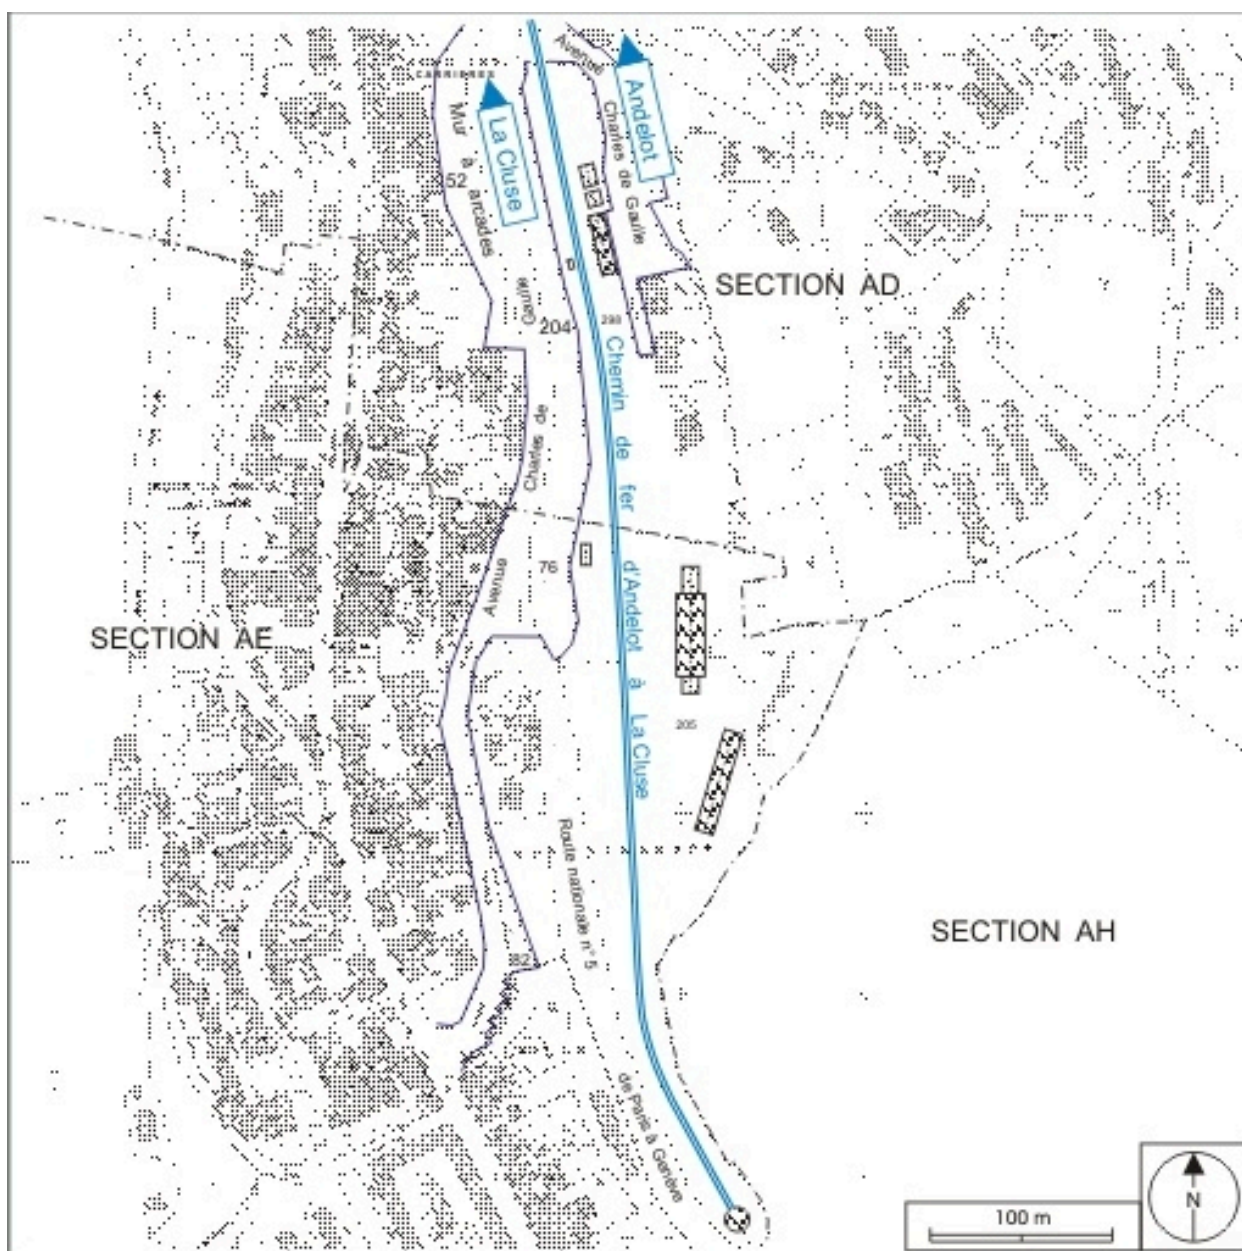 Avenue
Charles de Gaulle
Andelot
CARRIERES
La Cluse
Mur à arcades
52
SECTION AD
Gaulle
204
Chemin de fer d'Andelot à La Cluse
Charles de
Avenue
76
SECTION AE
205
Route nationale n° 5
SECTION AH
82
de Paris à Genève
100 m
N